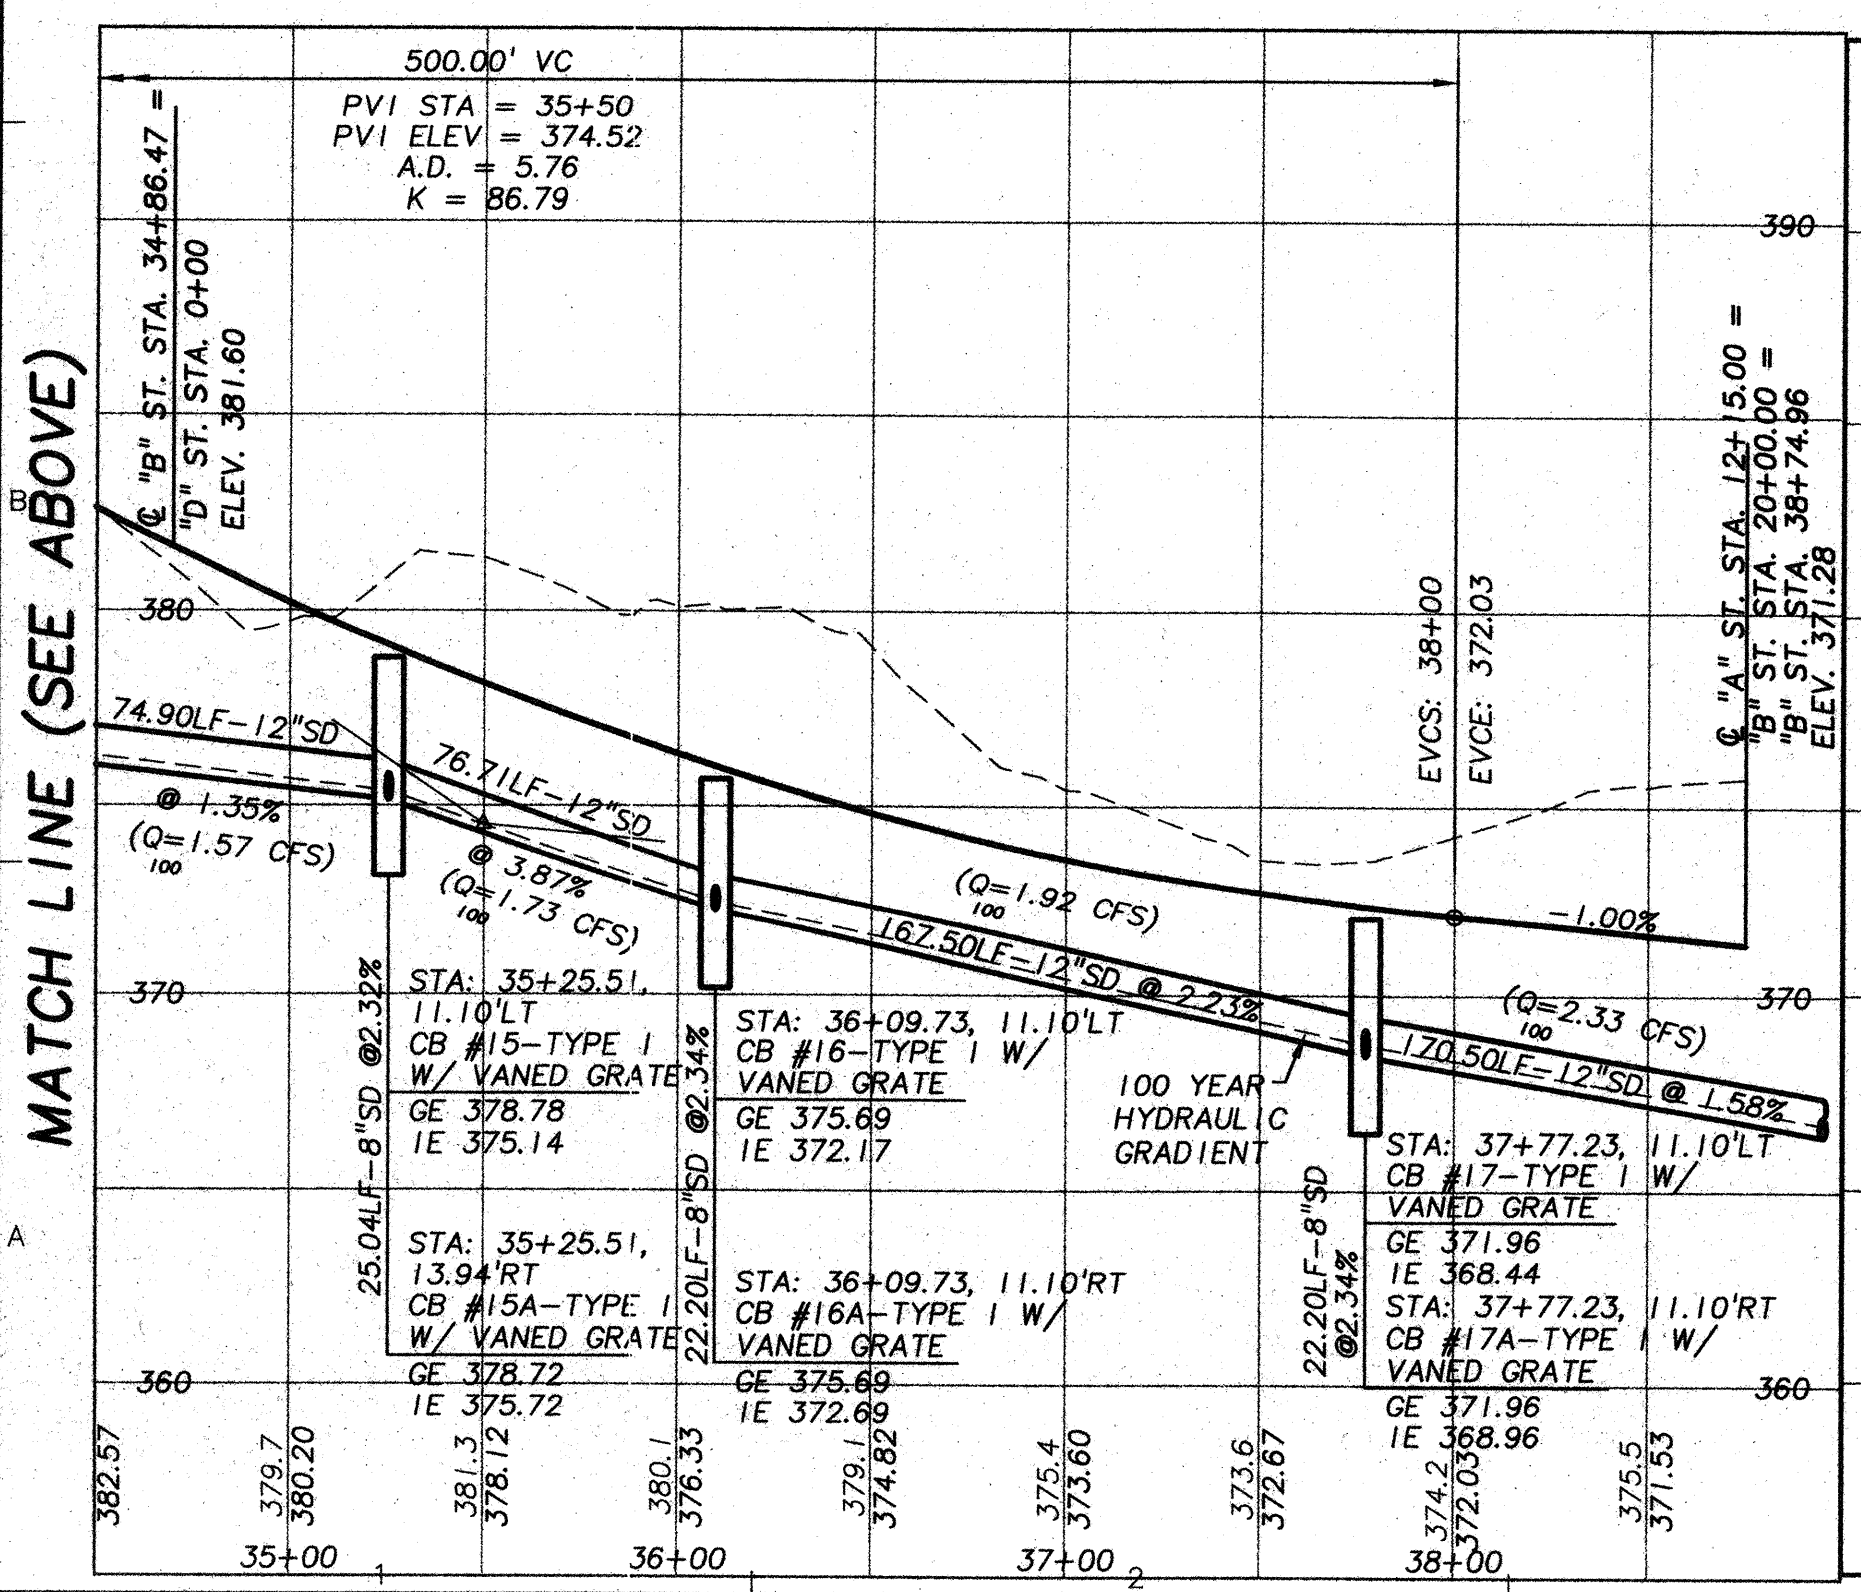 500.00' VC
PVI STA = 35+50
PVI ELEV = 374.52
A.D. = 5.76
K = 86.79
℄ "B" ST. STA. 34+86.47 =
"D" ST. STA. 0+00
ELEV. 381.60
MATCH LINE (SEE ABOVE)
B
A
390
380
370
370
360
360
℄ "A" ST. STA. 12+15.00 =
"B" ST. STA. 20+00.00 =
"B" ST. STA. 38+74.96
ELEV. 371.28
EVCS: 38+00
EVCE: 372.03
-1.00%
74.90LF-12"SD
@ 1.35%
(Q=1.57 CFS)
100
76.71LF-12"SD
@ 3.87%
(Q=1.73 CFS)
100
(Q=1.92 CFS)
100
167.50LF-12"SD @ 2.23%
(Q=2.33 CFS)
100
170.50LF-12"SD @ 1.58%
100 YEAR
HYDRAULIC
GRADIENT
25.04LF-8"SD @2.32%
STA: 35+25.51,
11.10'LT
CB #15-TYPE 1
W/ VANED GRATE
GE 378.78
IE 375.14
STA: 35+25.51,
13.94'RT
CB #15A-TYPE 1
W/ VANED GRATE
GE 378.72
IE 375.72
22.20LF-8"SD @2.34%
STA: 36+09.73, 11.10'LT
CB #16-TYPE 1 W/
VANED GRATE
GE 375.69
IE 372.17
STA: 36+09.73, 11.10'RT
CB #16A-TYPE 1 W/
VANED GRATE
GE 375.69
IE 372.69
22.20LF-8"SD
@2.34%
STA: 37+77.23, 11.10'LT
CB #17-TYPE 1 W/
VANED GRATE
GE 371.96
IE 368.44
STA: 37+77.23, 11.10'RT
CB #17A-TYPE 1 W/
VANED GRATE
GE 371.96
IE 368.96
382.57
379.7
380.20
381.3
378.12
380.1
376.33
379.1
374.82
375.4
373.60
373.6
372.67
374.2
372.03
375.5
371.53
35+00
36+00
37+00
38+00
1
2